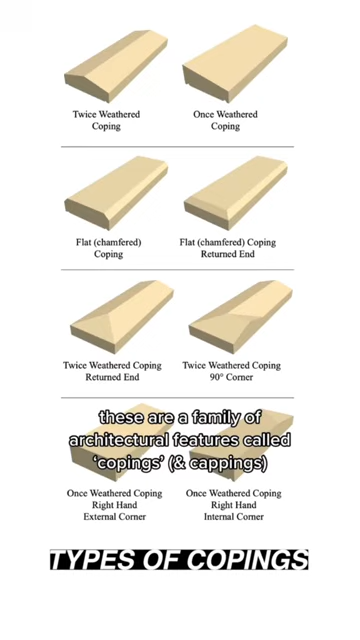 Twice Weathered
Coping
Once Weathered
Coping
Flat (chamfered)
Coping
Flat (chamfered) Coping
Returned End
Twice Weathered Coping
Returned End
Twice Weathered Coping
90° Corner
these are a family of
architectural features called
‘copings’ (& cappings)
Once Weathered Coping
Right Hand
External Corner
Once Weathered Coping
Right Hand
Internal Corner
TYPES OF COPINGS